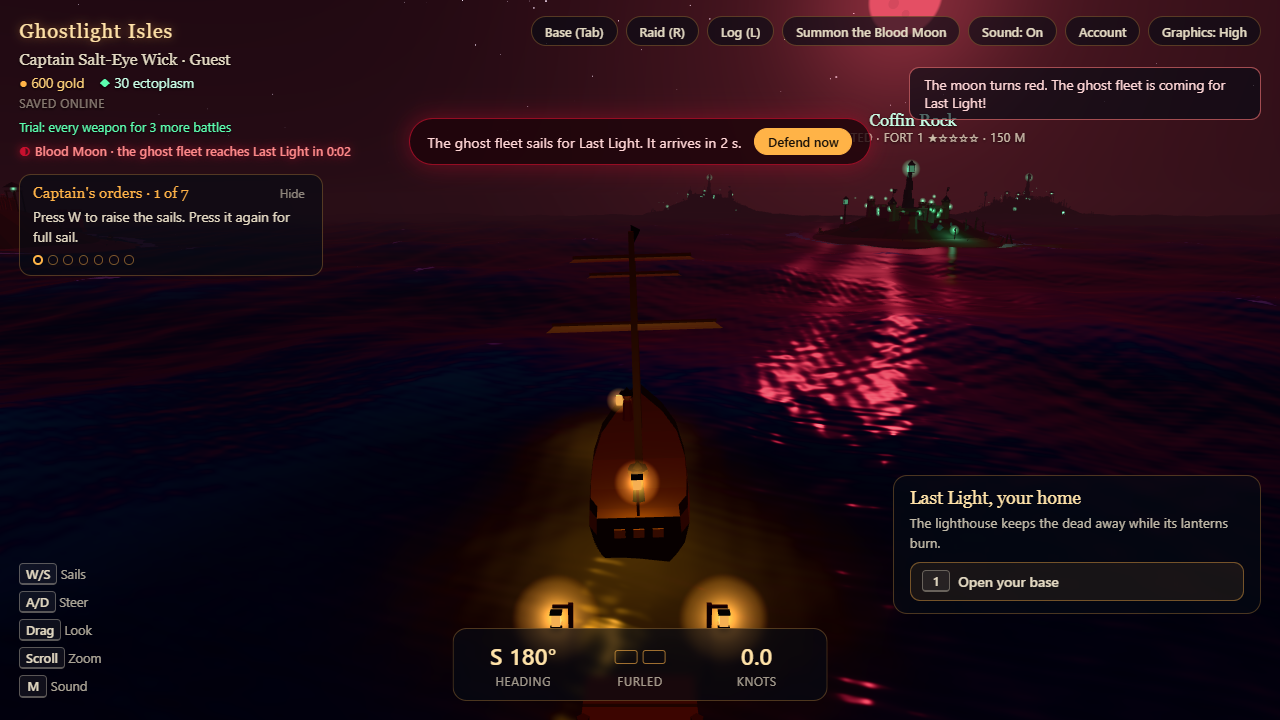 Ghostlight Isles
Captain Salt-Eye Wick · Guest
600 gold 30 ectoplasm
SAVED ONLINE
Trial: every weapon for 3 more battles
Blood Moon · the ghost fleet reaches Last Light in 0:02
Captain's orders · 1 of 7 Hide
Press W to raise the sails. Press it again for
full sail.
Base (Tab) Raid (R) Log (L) Summon the Blood Moon Sound: On Account Graphics: High
The moon turns red. The ghost fleet is coming for
Last Light!
The ghost fleet sails for Last Light. It arrives in 2 s. Defend now
Coffin Rock
· FORT 1 ★☆☆☆☆ · 150 M
Last Light, your home
The lighthouse keeps the dead away while its lanterns
burn.
1 Open your base
W/S Sails
A/D Steer
Drag Look
Scroll Zoom
M Sound
S 180° 0.0
HEADING FURLED KNOTS